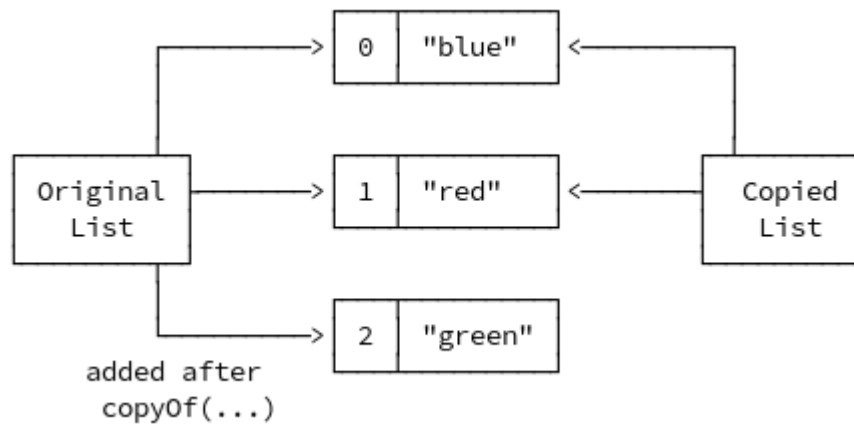 0 "blue"
Original
List
1 "red"
Copied
List
2 "green"
added after
copyOf(...)